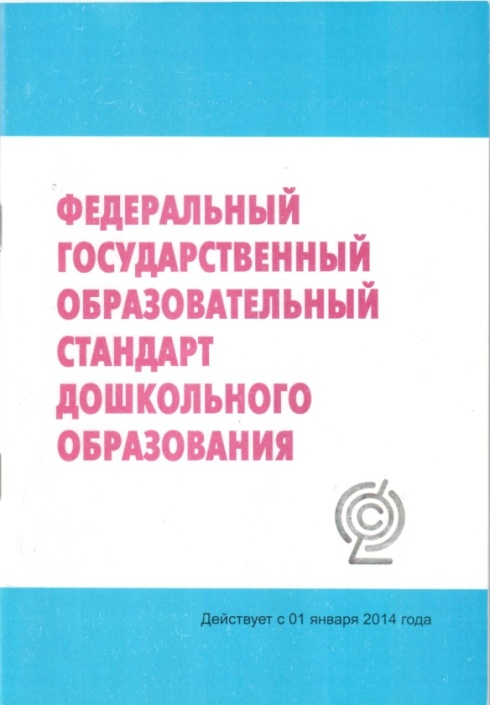 ФЕДЕРАЛЬНЫЙ
ГОСУДАРСТВЕННЫЙ
ОБРАЗОВАТЕЛЬНЫЙ
СТАНДАРТ
ДОШКОЛЬНОГО
ОБРАЗОВАНИЯ
С
Действует с 01 января 2014 года